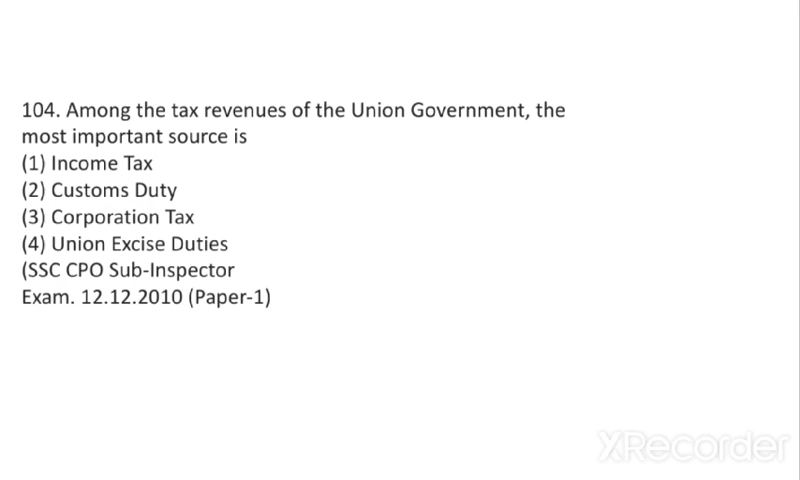 104. Among the tax revenues of the Union Government, the
most important source is
(1) Income Tax
(2) Customs Duty
(3) Corporation Tax
(4) Union Excise Duties
(SSC CPO Sub-Inspector
Exam. 12.12.2010 (Paper-1)
XRecorder